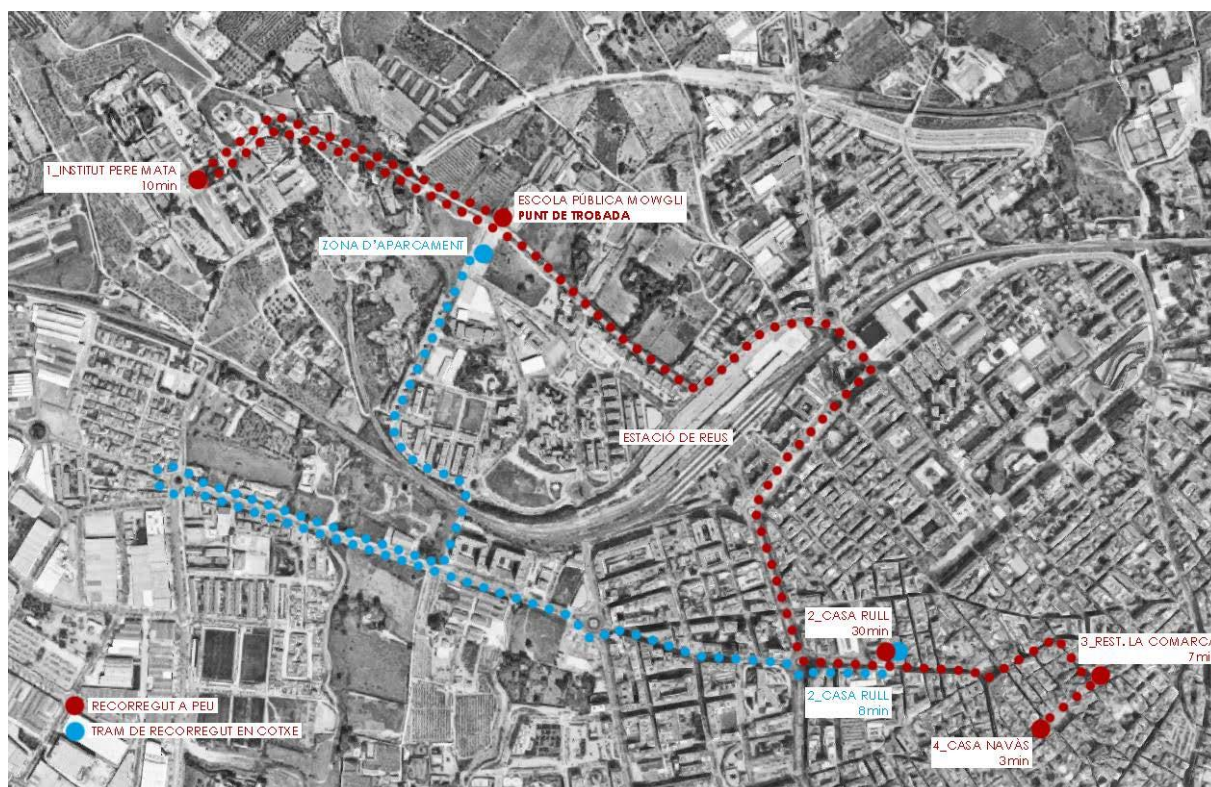 1_INSTITUT PERE MATA
10min
ESCOLA PÚBLICA MOWGLI
PUNT DE TROBADA
ZONA D'APARCAMENT
ESTACIÓ DE REUS
2_CASA RULL
30min
3_REST. LA COMARCA
7min
2_CASA RULL
8min
4_CASA NAVÀS
3min
RECORREGUT A PEU
TRAM DE RECORREGUT EN COTXE